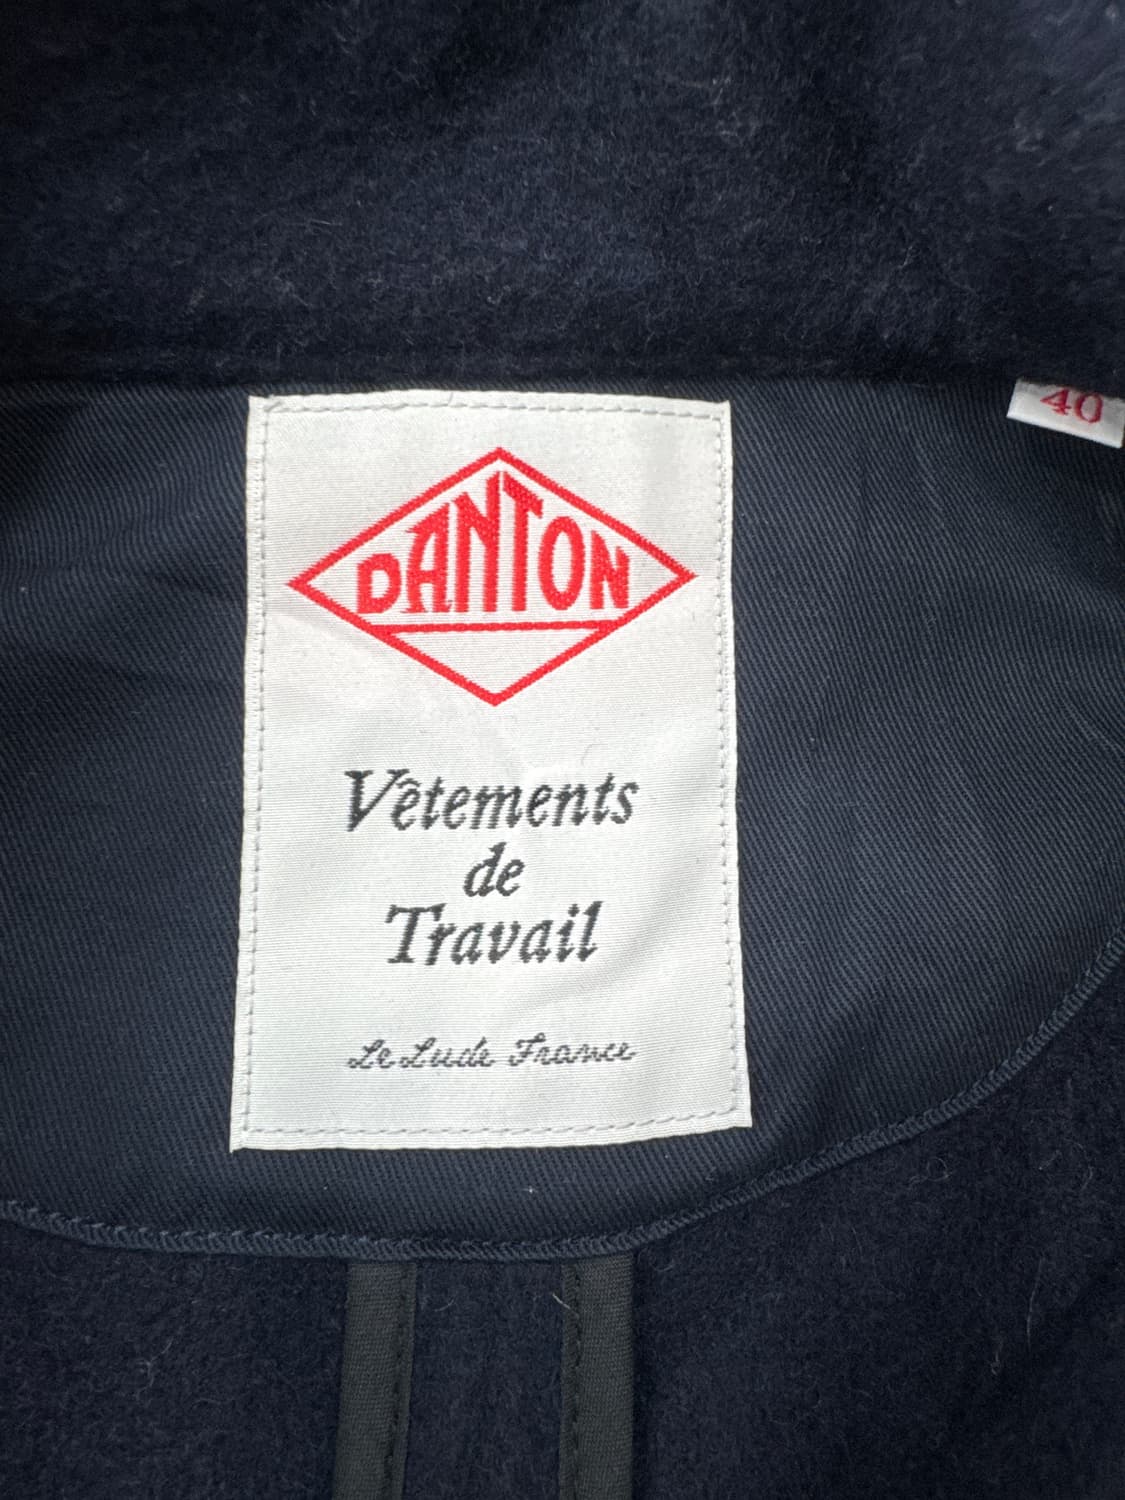 40
DANTON
Vêtements
de
Travail
Le Lude France